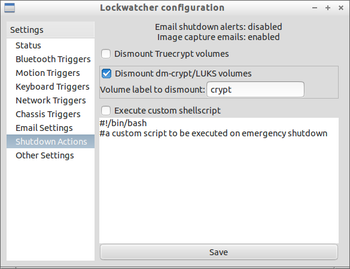 Lockwatcher configuration
Settings
Status
Bluetooth Triggers
Motion Triggers
Keyboard Triggers
Network Triggers
Chassis Triggers
Email Settings
Shutdown Actions
Other Settings
Email shutdown alerts: disabled
Image capture emails: enabled
Dismount Truecrypt volumes
Dismount dm-crypt/LUKS volumes
Volume label to dismount: crypt
Execute custom shellscript
#!/bin/bash
#a custom script to be executed on emergency shutdown
Save